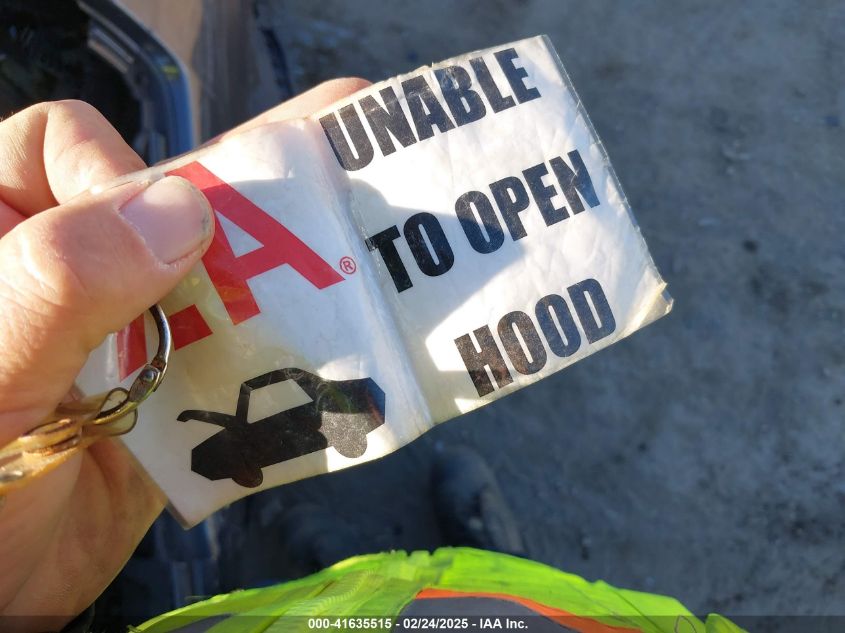 UNABLE
TO OPEN
HOOD
A®
000-41635515 - 02/24/2025 - IAA Inc.